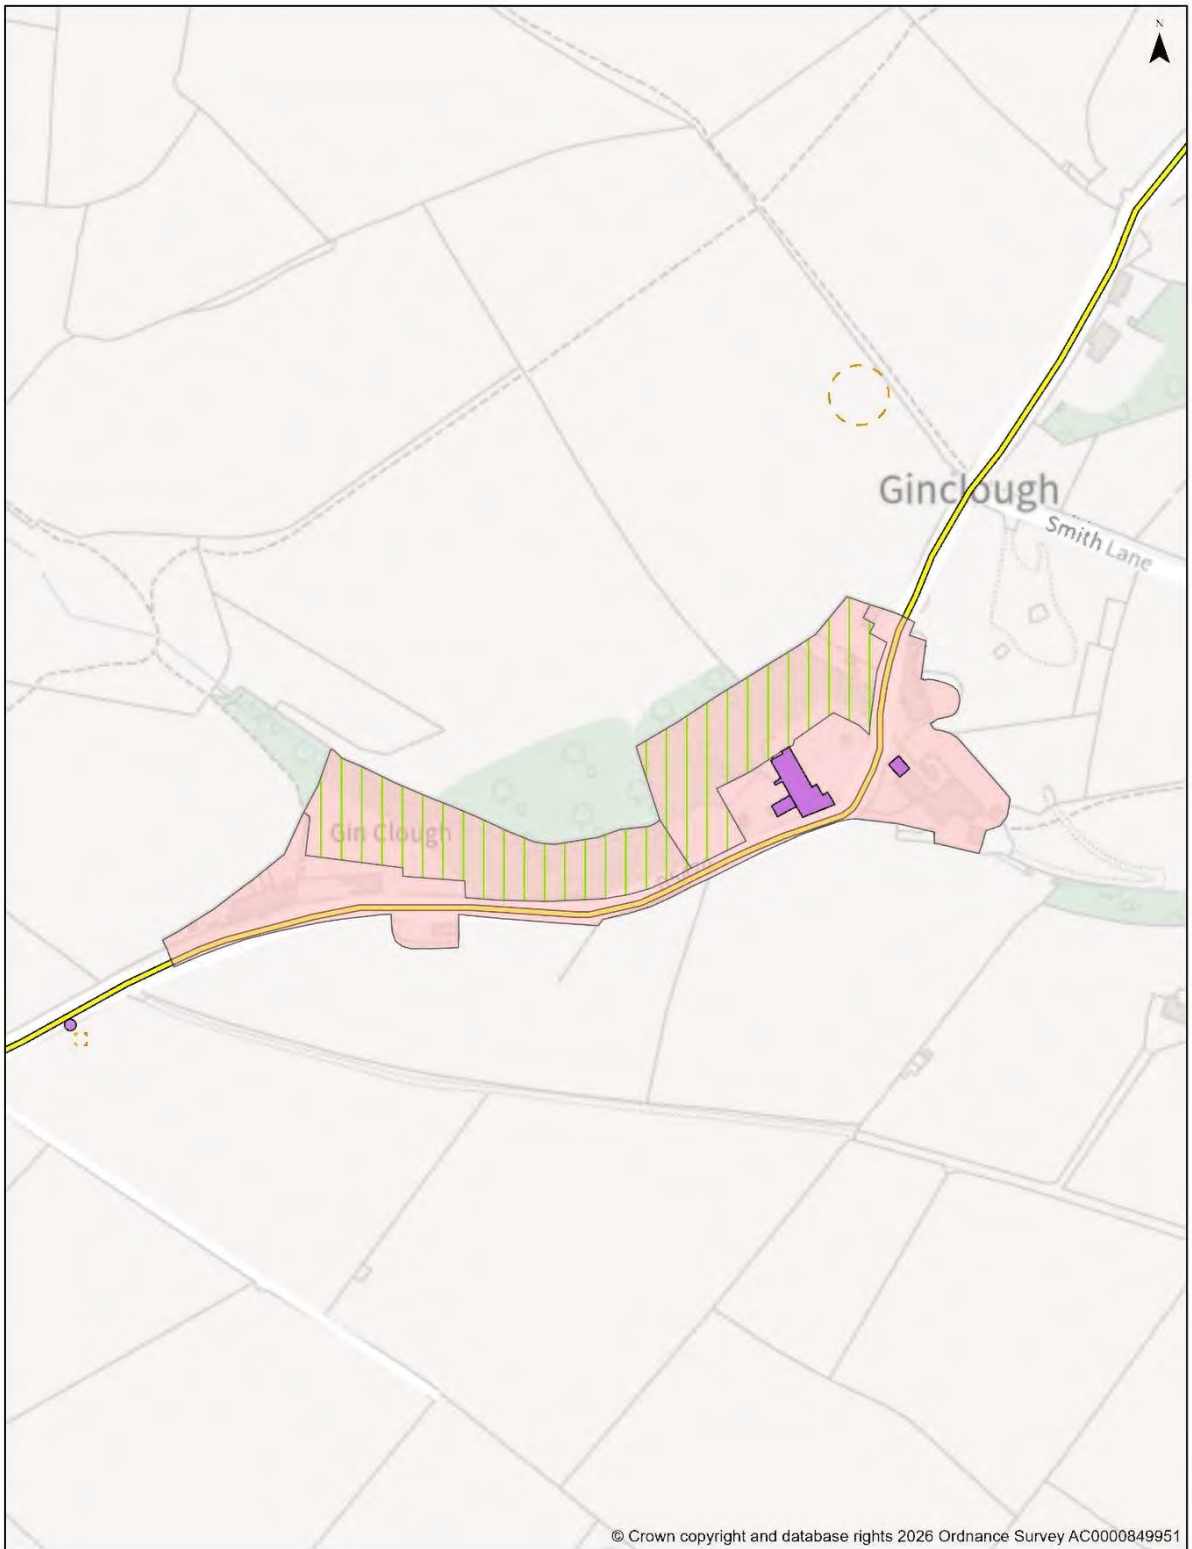 N
Ginclough
Smith Lane
Gin Clough
© Crown copyright and database rights 2026 Ordnance Survey AC0000849951